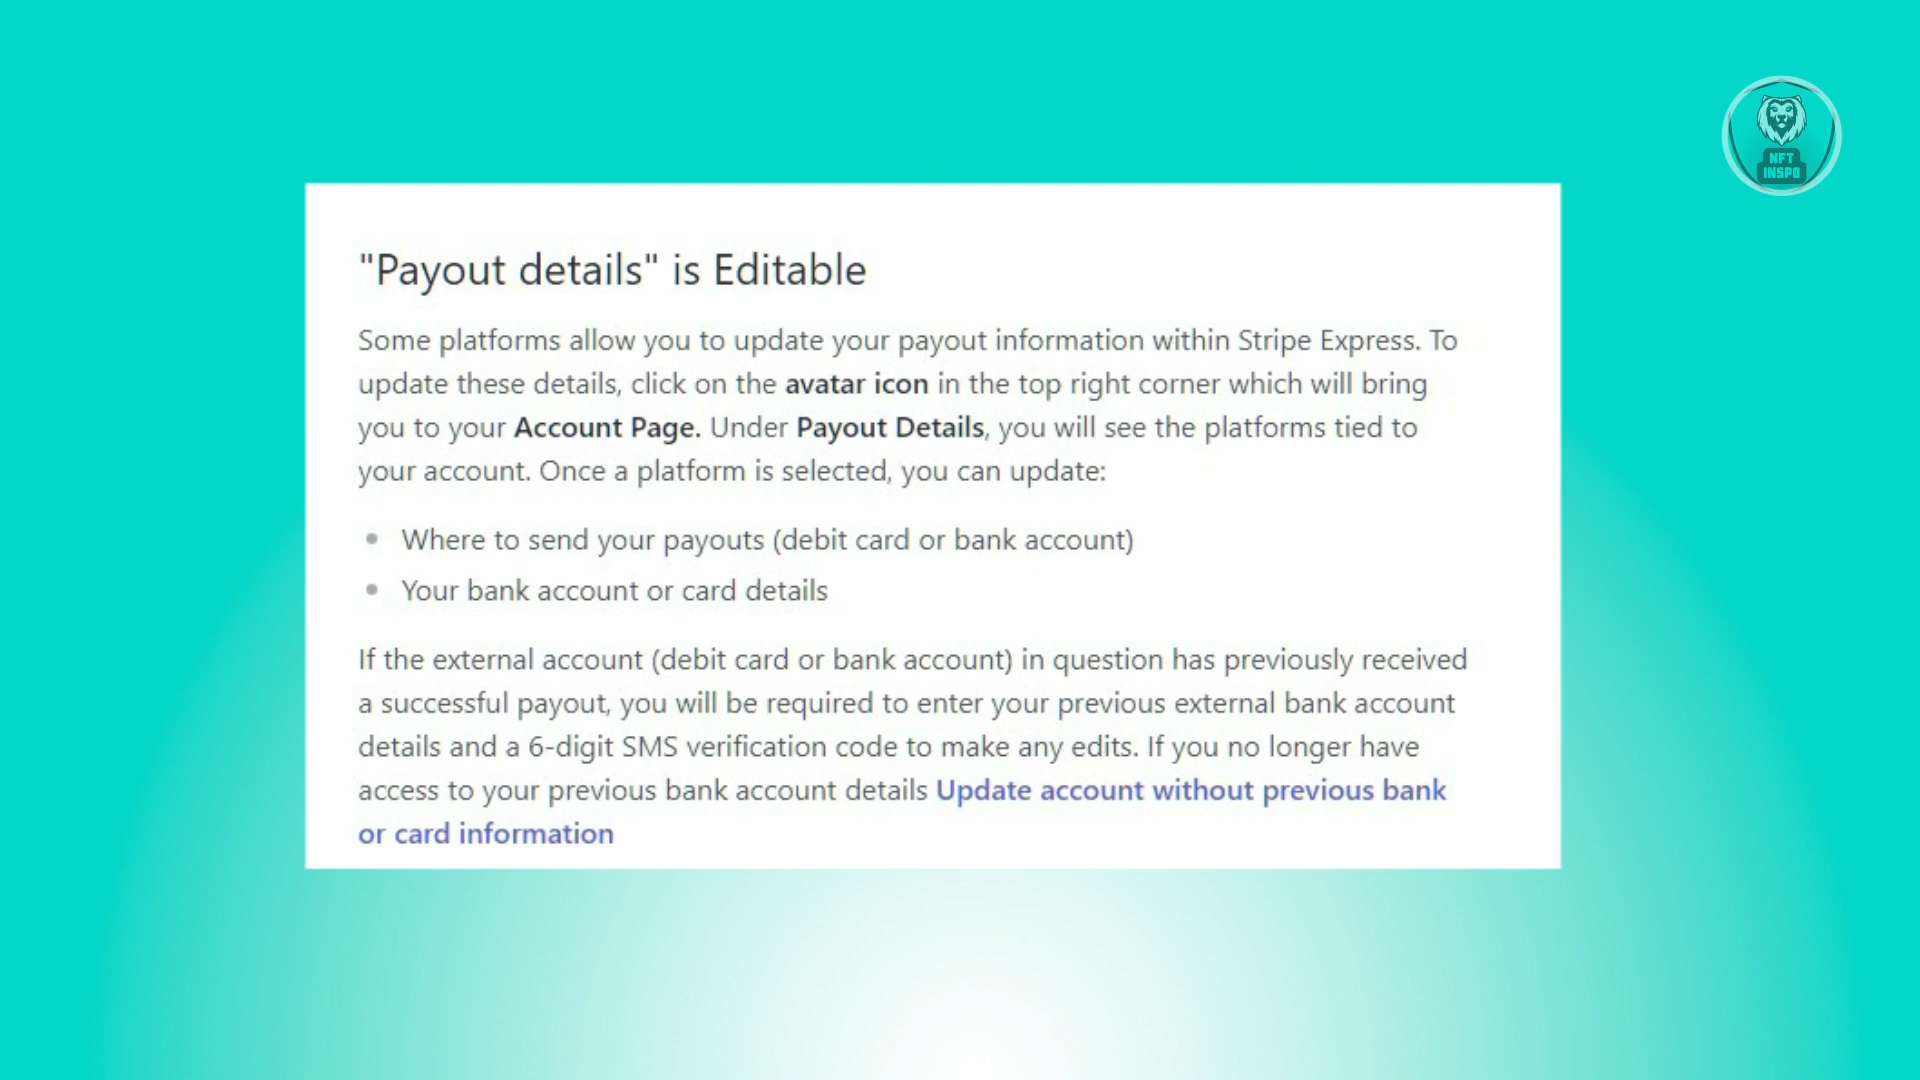 NFT
INSPO
"Payout details" is Editable
Some platforms allow you to update your payout information within Stripe Express. To
update these details, click on the avatar icon in the top right corner which will bring
you to your Account Page. Under Payout Details, you will see the platforms tied to
your account. Once a platform is selected, you can update:
• Where to send your payouts (debit card or bank account)
• Your bank account or card details
If the external account (debit card or bank account) in question has previously received
a successful payout, you will be required to enter your previous external bank account
details and a 6-digit SMS verification code to make any edits. If you no longer have
access to your previous bank account details Update account without previous bank
or card information